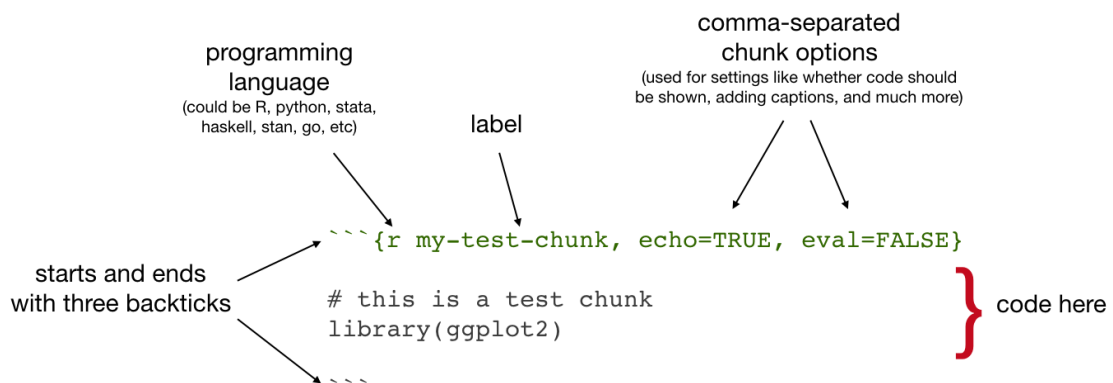 programming
language
(could be R, python, stata,
haskell, stan, go, etc)
label
comma-separated
chunk options
(used for settings like whether code should
be shown, adding captions, and much more)
```{r my-test-chunk, echo=TRUE, eval=FALSE}
starts and ends
with three backticks
# this is a test chunk
library(ggplot2)
} code here
```